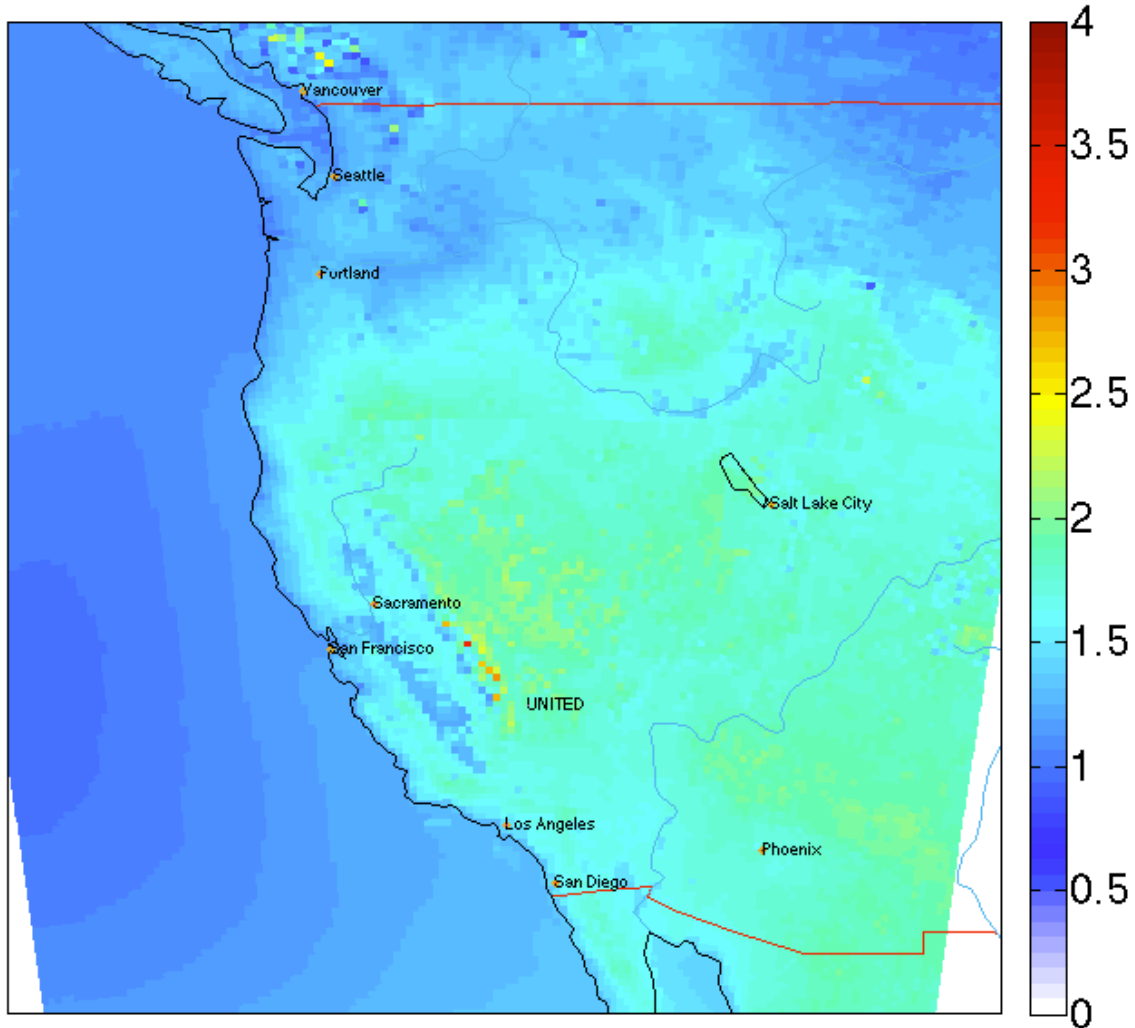 4
Vancouver
3.5
Seattle
3
Portland
2.5
Salt Lake City
2
Sacramento
San Francisco
1.5
UNITED
1
Los Angeles
Phoenix
San Diego
0.5
0